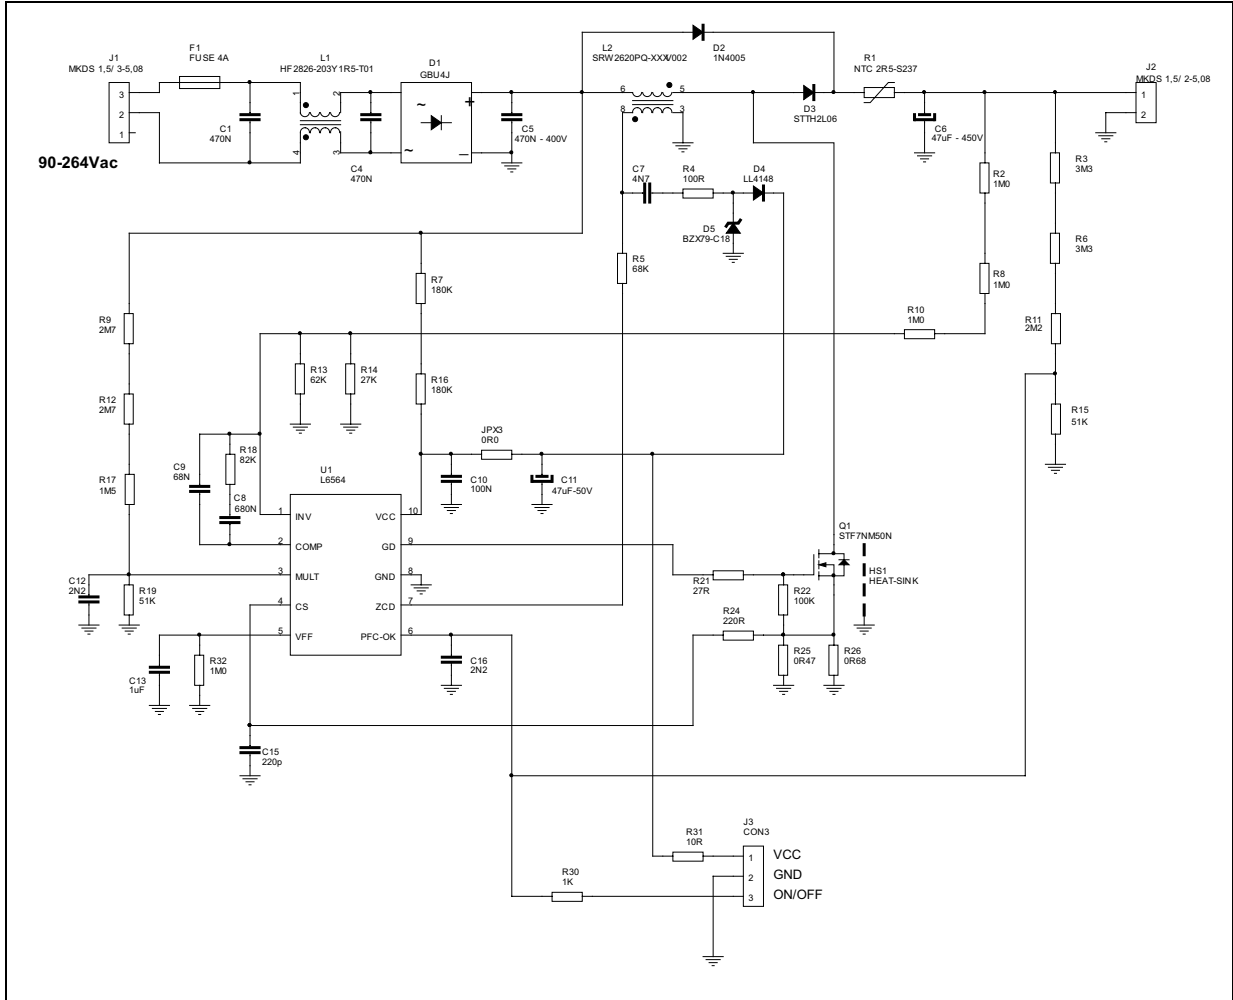 J1
MKDS 1,5/ 3-5,08
3
2
1
90-264Vac
F1
FUSE 4A
C1
470N
L1
HF2826-203Y1R5-T01
1
2
4
3
C4
470N
D1
GBU4J
~
+
~
−
C5
470N - 400V
L2
SRW2620PQ-XXXV002
6
5
8
3
D2
1N4005
D3
STTH2L06
R1
NTC 2R5-S237
C6
47uF - 450V
J2
MKDS 1,5/ 2-5,08
1
2
C7
4N7
R4
100R
D4
LL4148
D5
BZX79-C18
R5
68K
R2
1M0
R3
3M3
R6
3M3
R8
1M0
R10
1M0
R11
2M2
R15
51K
R7
180K
R9
2M7
R13
62K
R14
27K
R16
180K
R12
2M7
R17
1M5
C9
68N
R18
82K
C8
680N
JPX3
0R0
C10
100N
C11
47uF-50V
U1
L6564
1
INV
VCC
10
2
COMP
GD
9
3
MULT
GND
8
4
CS
ZCD
7
5
VFF
PFC-OK
6
C12
2N2
R19
51K
C13
1uF
R32
1M0
C15
220p
C16
2N2
Q1
STF7NM50N
HS1
HEAT-SINK
R21
27R
R22
100K
R24
220R
R25
0R47
R26
0R68
R31
10R
R30
1K
J3
CON3
1
VCC
2
GND
3
ON/OFF